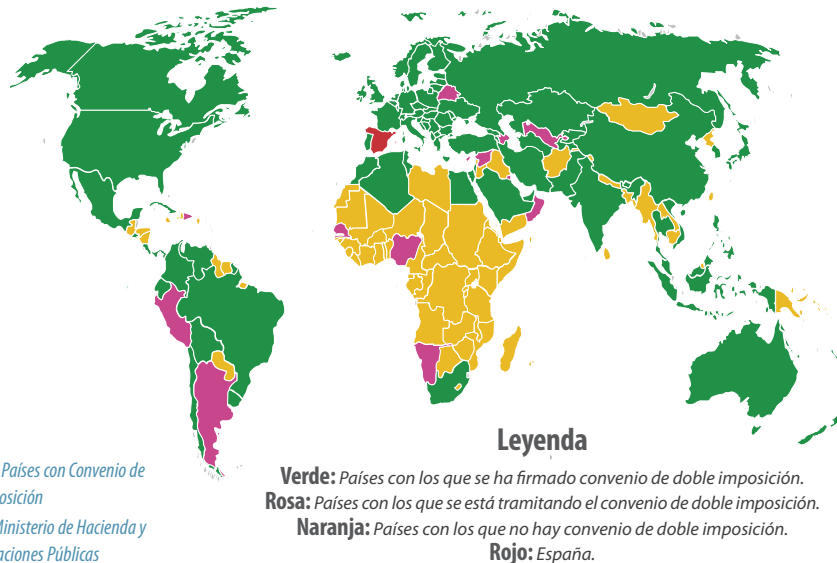 Leyenda
Verde: Países con los que se ha firmado convenio de doble imposición.
Rosa: Países con los que se está tramitando el convenio de doble imposición.
Naranja: Países con los que no hay convenio de doble imposición.
Rojo: España.
Países con Convenio de
posición
Ministerio de Hacienda y
aciones Públicas